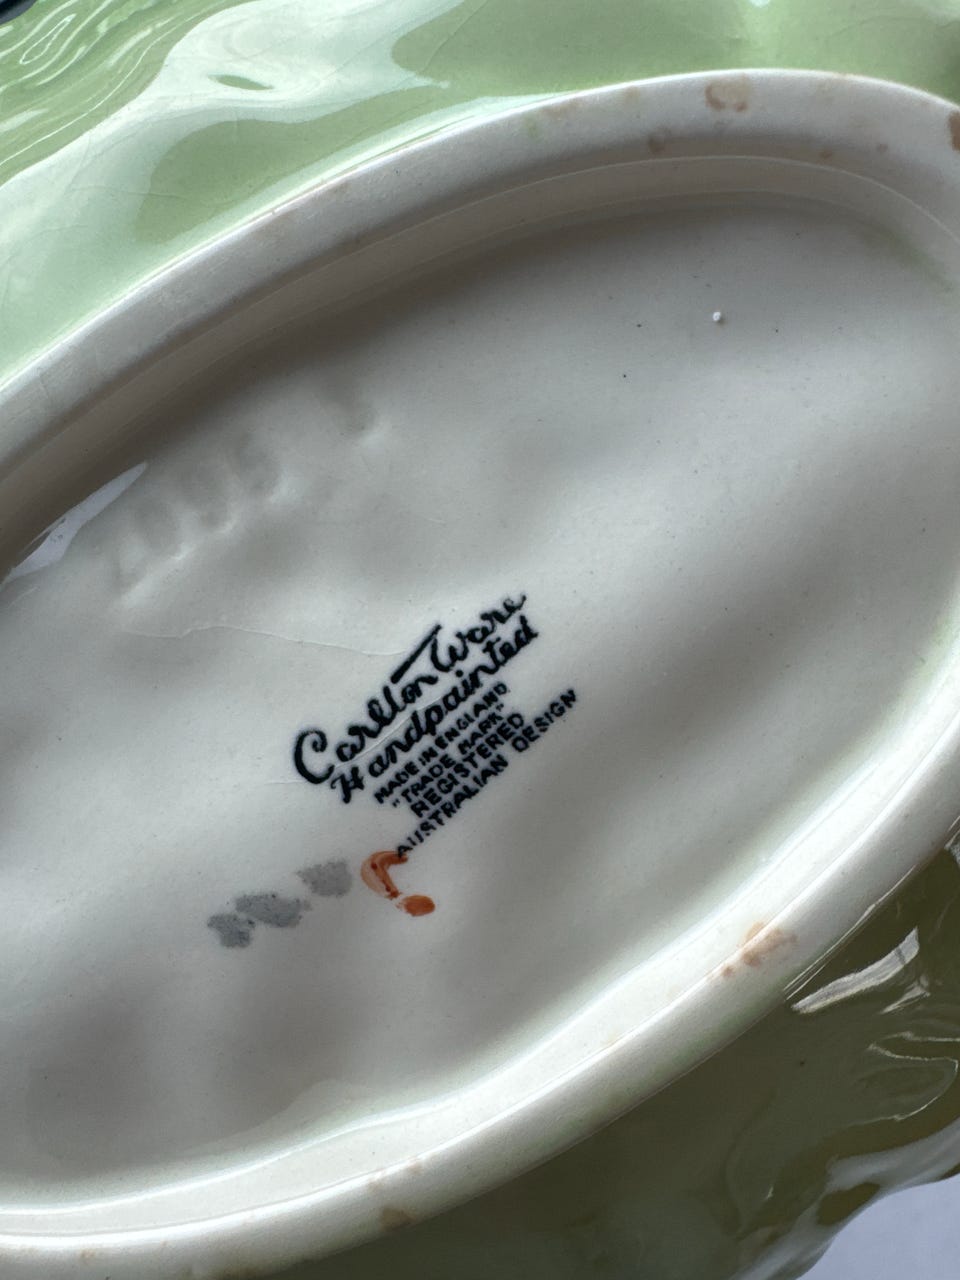 Carlton Ware
Handpainted
MADE IN ENGLAND
"TRADE MARK"
REGISTERED
AUSTRALIAN DESIGN